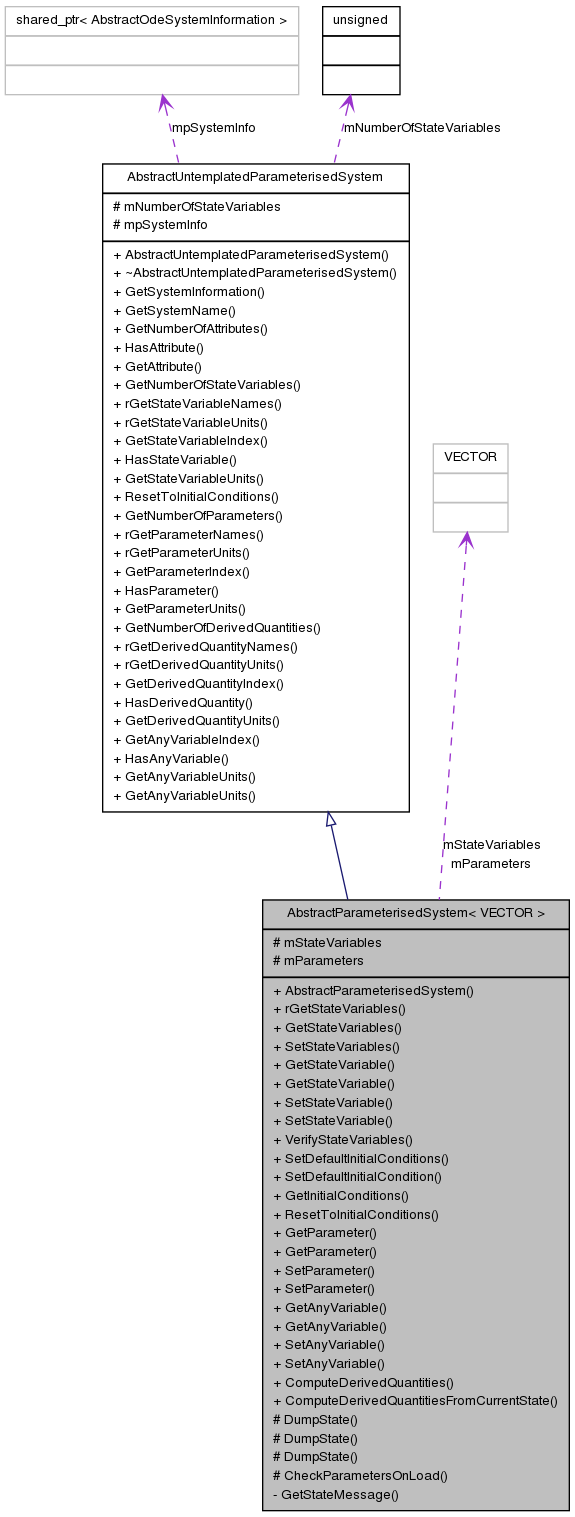 shared_ptr< AbstractOdeSystemInformation >
unsigned
mpSystemInfo
mNumberOfStateVariables
AbstractUntemplatedParameterisedSystem
# mNumberOfStateVariables
# mpSystemInfo
+ AbstractUntemplatedParameterisedSystem()
+ ~AbstractUntemplatedParameterisedSystem()
+ GetSystemInformation()
+ GetSystemName()
+ GetNumberOfAttributes()
+ HasAttribute()
+ GetAttribute()
+ GetNumberOfStateVariables()
+ rGetStateVariableNames()
+ rGetStateVariableUnits()
+ GetStateVariableIndex()
+ HasStateVariable()
+ GetStateVariableUnits()
+ ResetToInitialConditions()
+ GetNumberOfParameters()
+ rGetParameterNames()
+ rGetParameterUnits()
+ GetParameterIndex()
+ HasParameter()
+ GetParameterUnits()
+ GetNumberOfDerivedQuantities()
+ rGetDerivedQuantityNames()
+ rGetDerivedQuantityUnits()
+ GetDerivedQuantityIndex()
+ HasDerivedQuantity()
+ GetDerivedQuantityUnits()
+ GetAnyVariableIndex()
+ HasAnyVariable()
+ GetAnyVariableUnits()
+ GetAnyVariableUnits()
VECTOR
mStateVariables
mParameters
AbstractParameterisedSystem< VECTOR >
# mStateVariables
# mParameters
+ AbstractParameterisedSystem()
+ rGetStateVariables()
+ GetStateVariables()
+ SetStateVariables()
+ GetStateVariable()
+ GetStateVariable()
+ SetStateVariable()
+ SetStateVariable()
+ VerifyStateVariables()
+ SetDefaultInitialConditions()
+ SetDefaultInitialCondition()
+ GetInitialConditions()
+ ResetToInitialConditions()
+ GetParameter()
+ GetParameter()
+ SetParameter()
+ SetParameter()
+ GetAnyVariable()
+ GetAnyVariable()
+ SetAnyVariable()
+ SetAnyVariable()
+ ComputeDerivedQuantities()
+ ComputeDerivedQuantitiesFromCurrentState()
# DumpState()
# DumpState()
# DumpState()
# CheckParametersOnLoad()
- GetStateMessage()